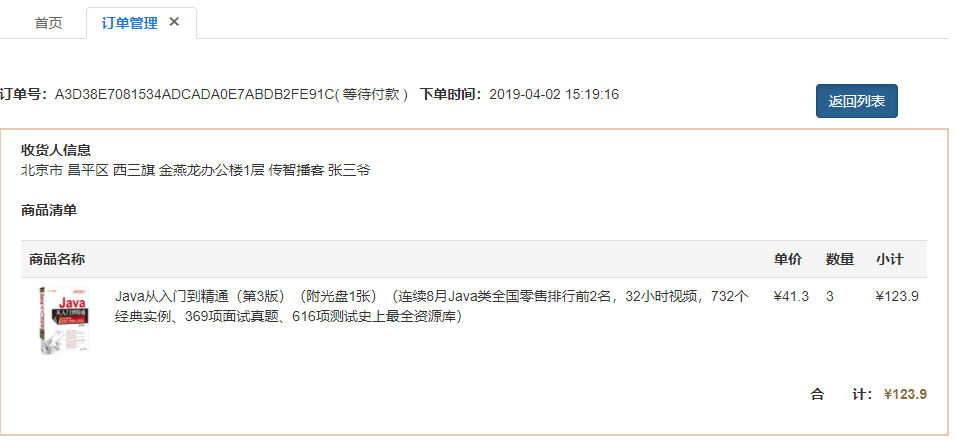 首页 订单管理 ✕
订单号：A3D38E7081534ADCADA0E7ABDB2FE91C( 等待付款 ) 下单时间：2019-04-02 15:19:16
返回列表
收货人信息
北京市 昌平区 西三旗 金燕龙办公楼1层 传智播客 张三爷
商品清单
商品名称 单价 数量 小计
Java
从入门到精通
Java从入门到精通（第3版）（附光盘1张）（连续8月Java类全国零售排行前2名，32小时视频，732个 ¥41.3 3 ¥123.9
经典实例、369项面试真题、616项测试史上最全资源库）
合 计： ¥123.9